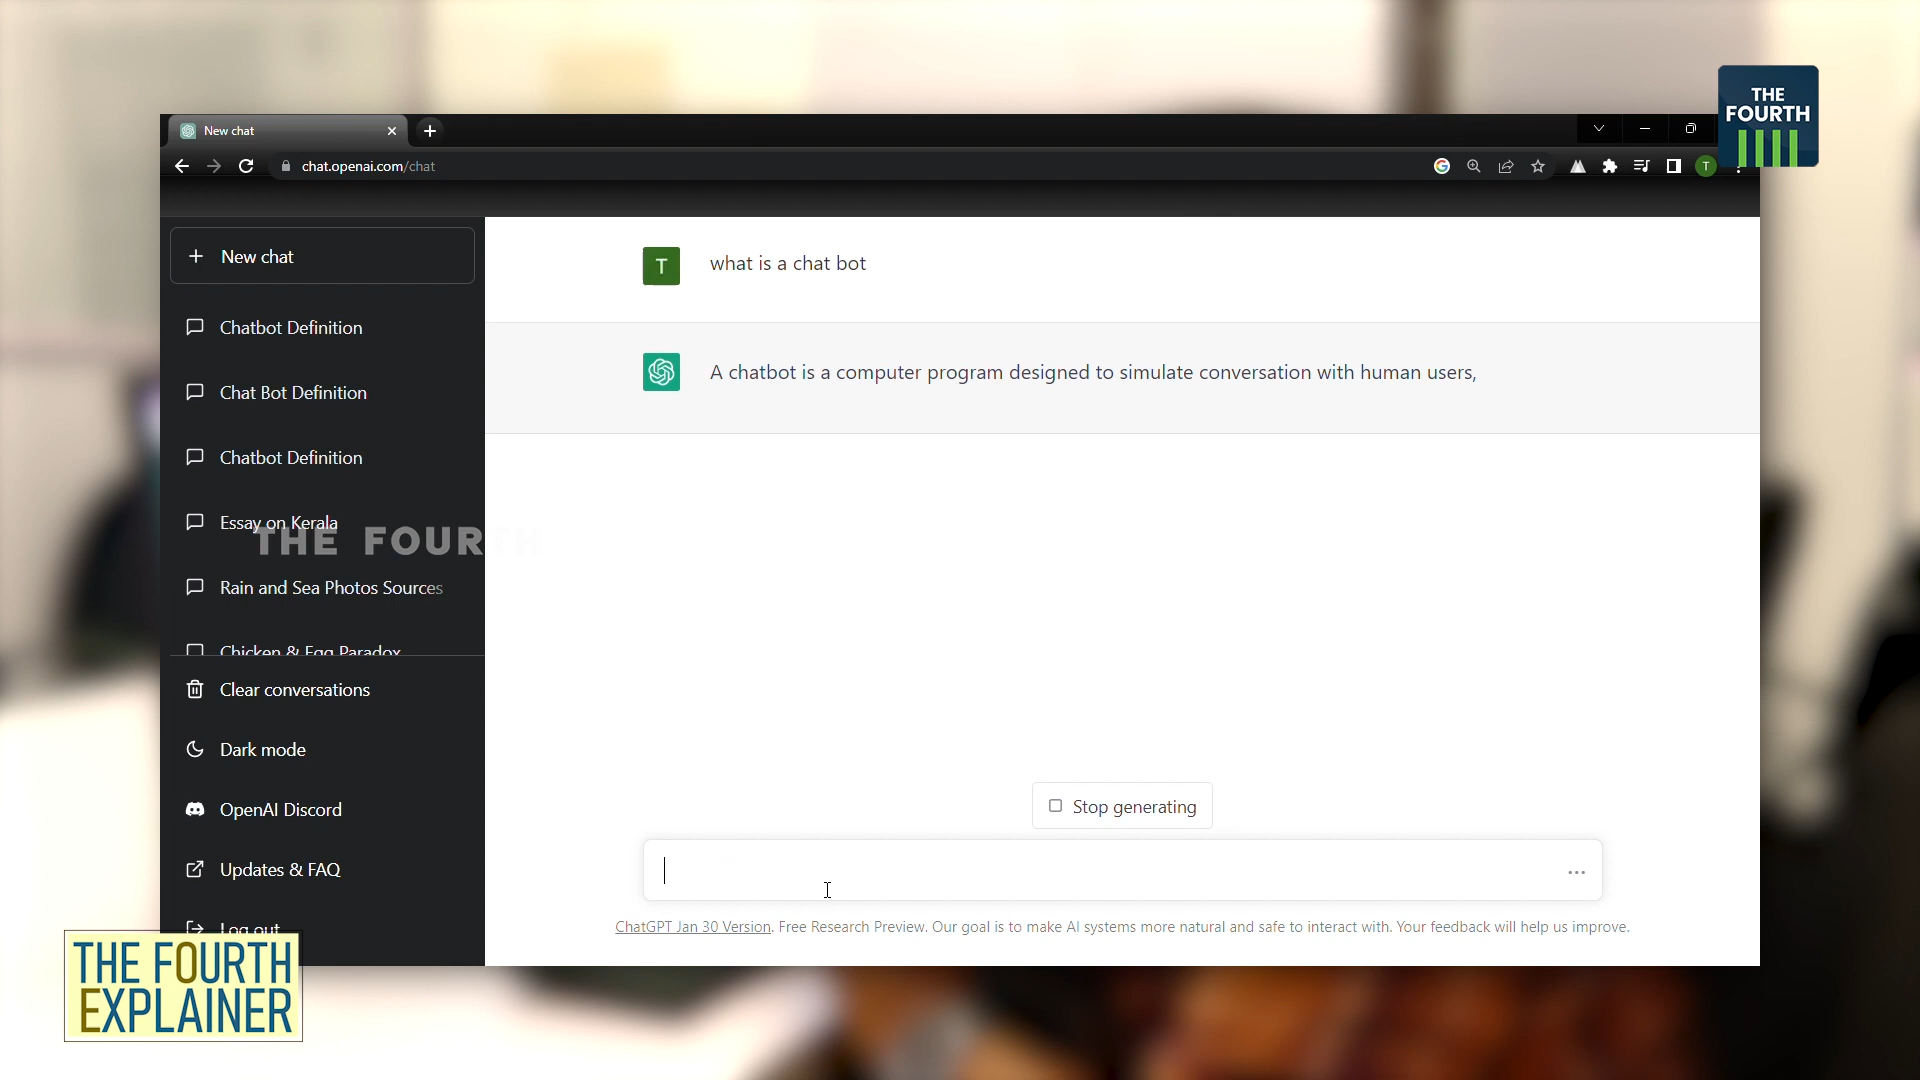 THE
FOURTH
New chat
chat.openai.com/chat
T
New chat
Chatbot Definition
Chat Bot Definition
Chatbot Definition
Essay on Kerala
Rain and Sea Photos Sources
Chicken & Egg Paradox
Clear conversations
Dark mode
OpenAI Discord
Updates & FAQ
Log out
T
what is a chat bot
A chatbot is a computer program designed to simulate conversation with human users,
THE FOURTH
Stop generating
ChatGPT Jan 30 Version. Free Research Preview. Our goal is to make AI systems more natural and safe to interact with. Your feedback will help us improve.
THE FOURTH
EXPLAINER